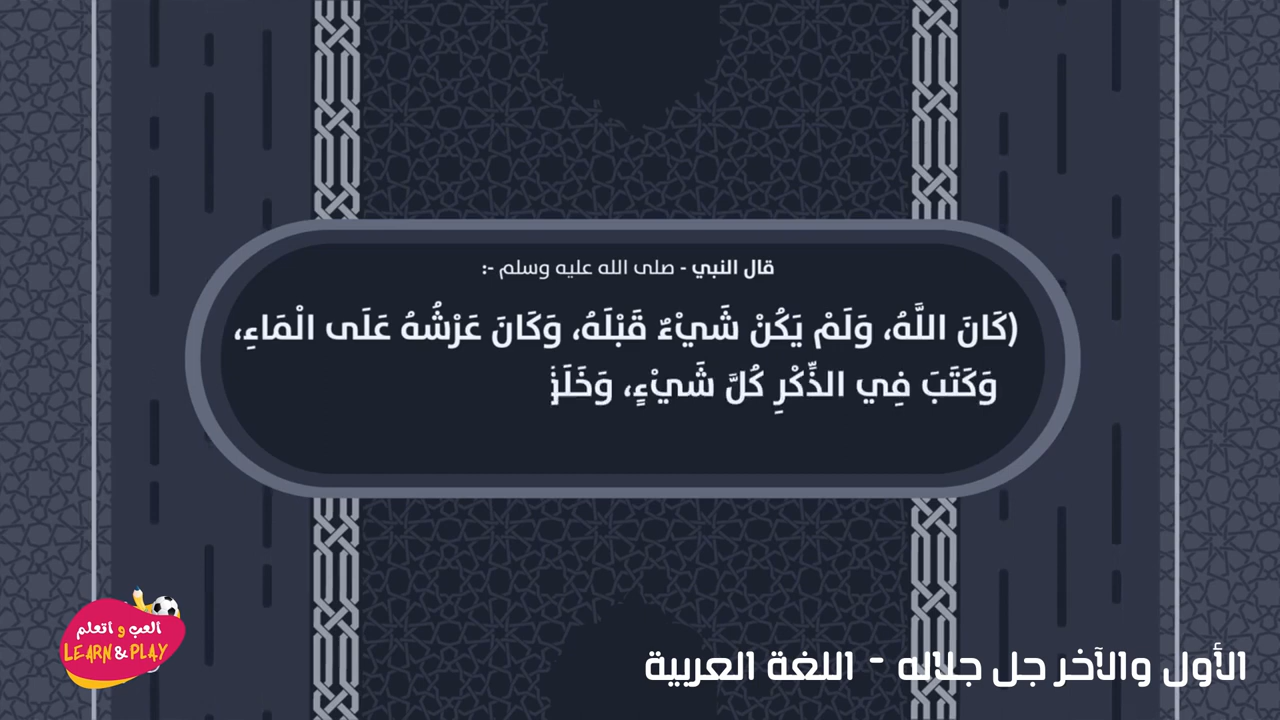 قال النبي - صلى الله عليه وسلم -:
(كَانَ اللَّهُ، وَلَمْ يَكُنْ شَيْءٌ قَبْلَهُ، وَكَانَ عَرْشُهُ عَلَى الْمَاءِ،
وَكَتَبَ فِي الذِّكْرِ كُلَّ شَيْءٍ،
العب و اتعلم
LEARN & PLAY
الأول والآخر جل جلاله - اللغة العربية